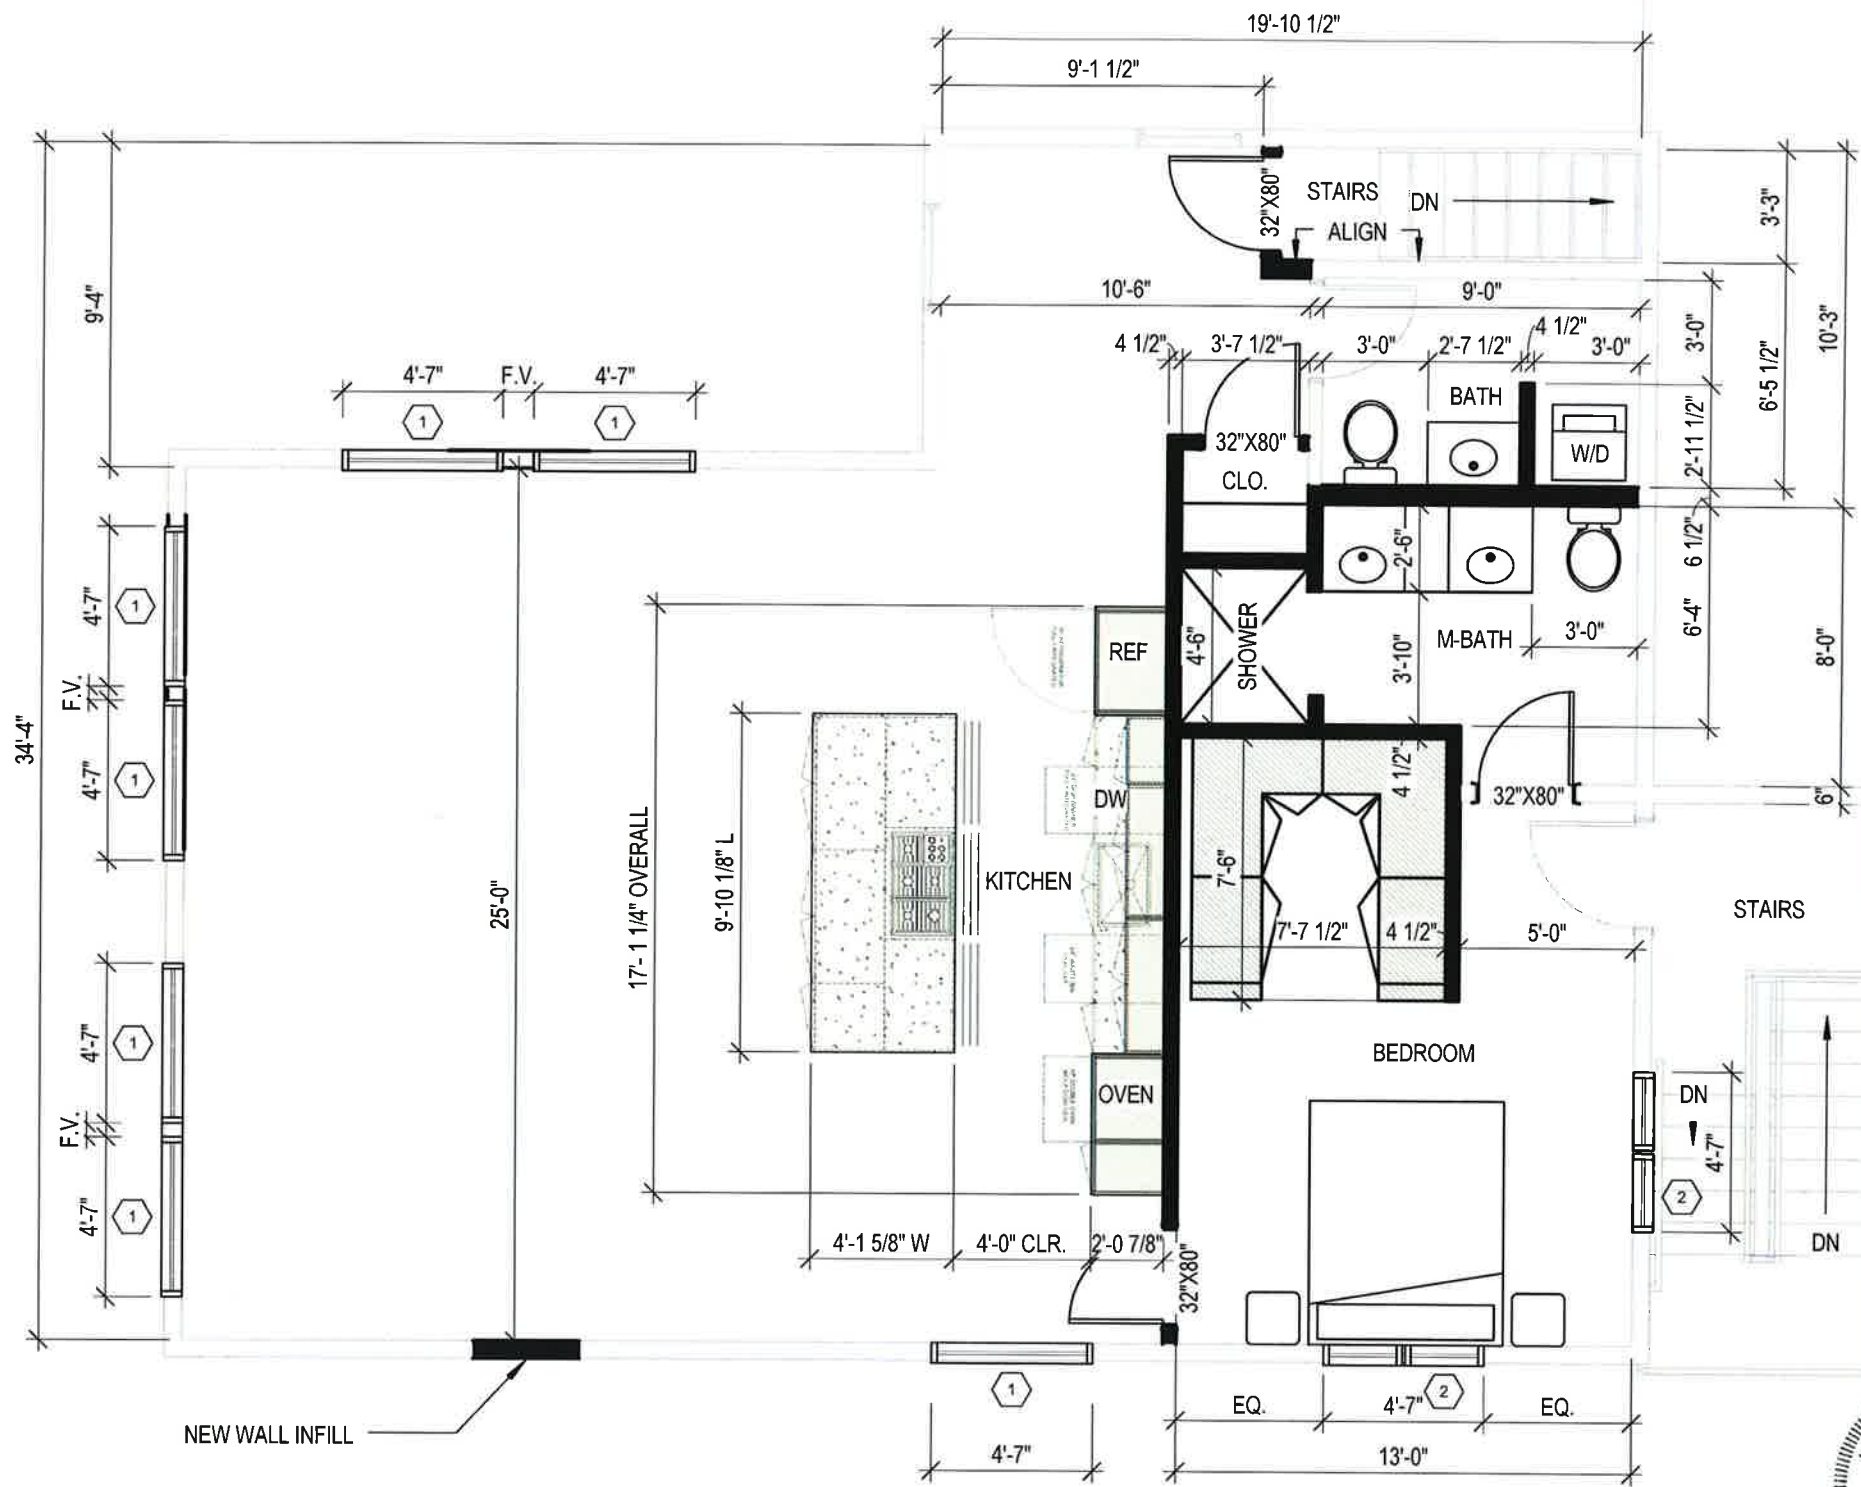 19'-10 1/2"
9'-1 1/2"
STAIRS
DN
32"X80"
ALIGN
3'-3"
9'-4"
10'-6"
9'-0"
4 1/2"
3'-0"
6'-5 1/2"
10'-3"
4 1/2"
3'-7 1/2"
3'-0"
2'-7 1/2"
3'-0"
4'-7"
F.V.
4'-7"
1
1
BATH
32"X80"
CLO.
W/D
2'-11 1/2"
6 1/2"
2'-6"
4'-7"
1
F.V.
4'-7"
1
34'-4"
25'-0"
REF
4'-6"
SHOWER
3'-10"
M-BATH
3'-0"
6'-4"
8'-0"
17'- 1 1/4" OVERALL
9'-10 1/8" L
DW
KITCHEN
4 1/2"
32"X80"
6"
7'-6"
7'-7 1/2"
4 1/2"
5'-0"
STAIRS
4'-7"
1
F.V.
4'-7"
1
BEDROOM
OVEN
DN
4'-7"
2
DN
4'-1 5/8" W
4'-0" CLR.
2'-0 7/8"
32"X80"
1
2
EQ.
4'-7"
EQ.
NEW WALL INFILL
4'-7"
13'-0"